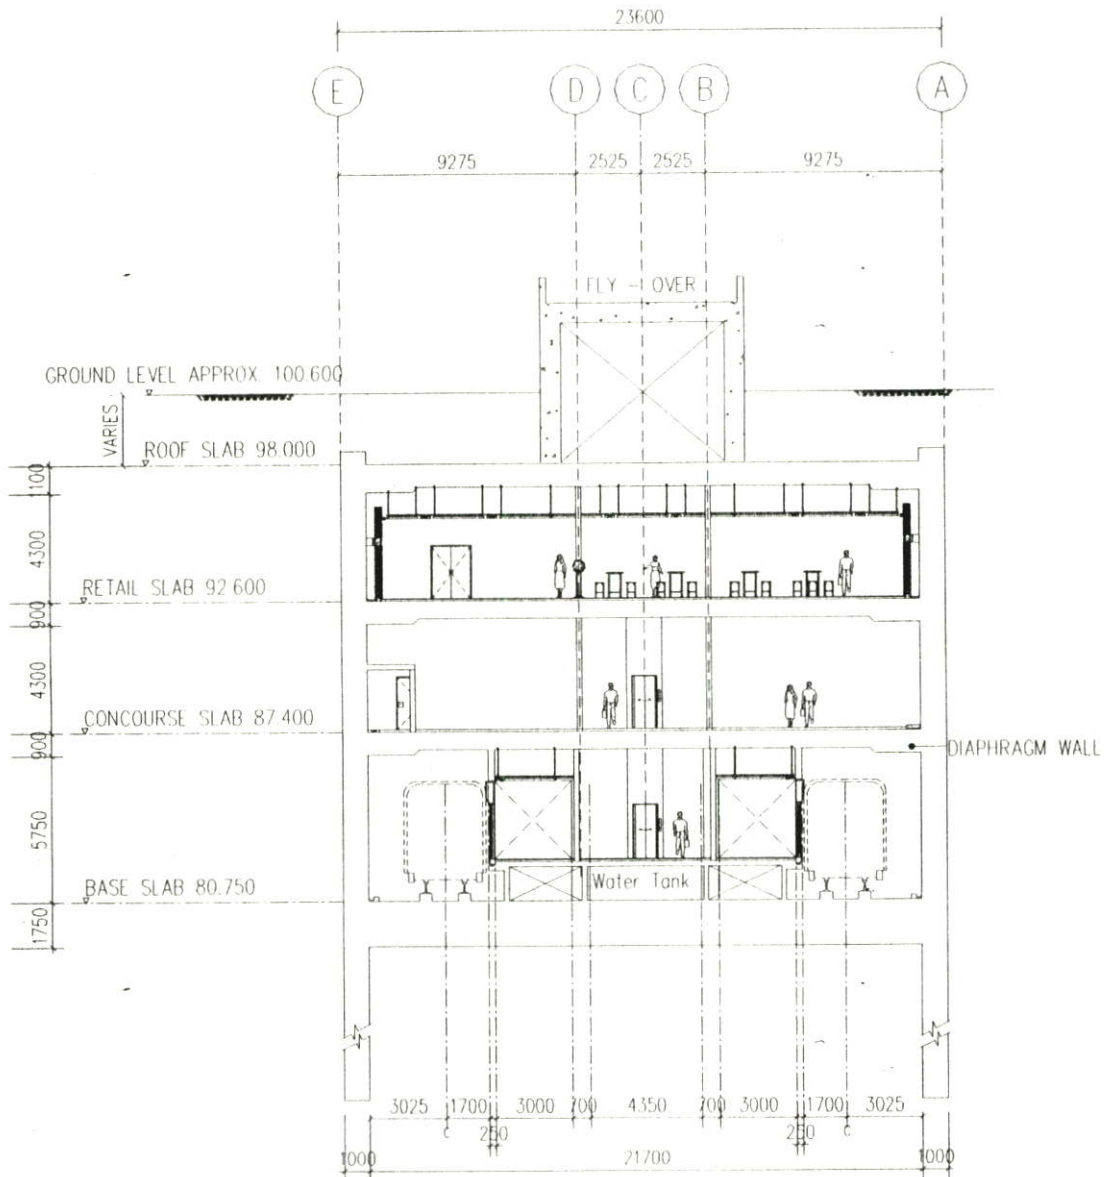 23600
E D C B A
9275 2525 2525 9275
FLY - OVER
GROUND LEVEL APPROX. 100.600
VARIES
ROOF SLAB 98.000
1100
4300
RETAIL SLAB 92.600
900
4300
CONCOURSE SLAB 87.400
900
DIAPHRAGM WALL
5750
Water Tank
BASE SLAB 80.750
1750
3025 1700 3000 700 4350 700 3000 1700 3025
C 250 250 C
1000 21700 1000